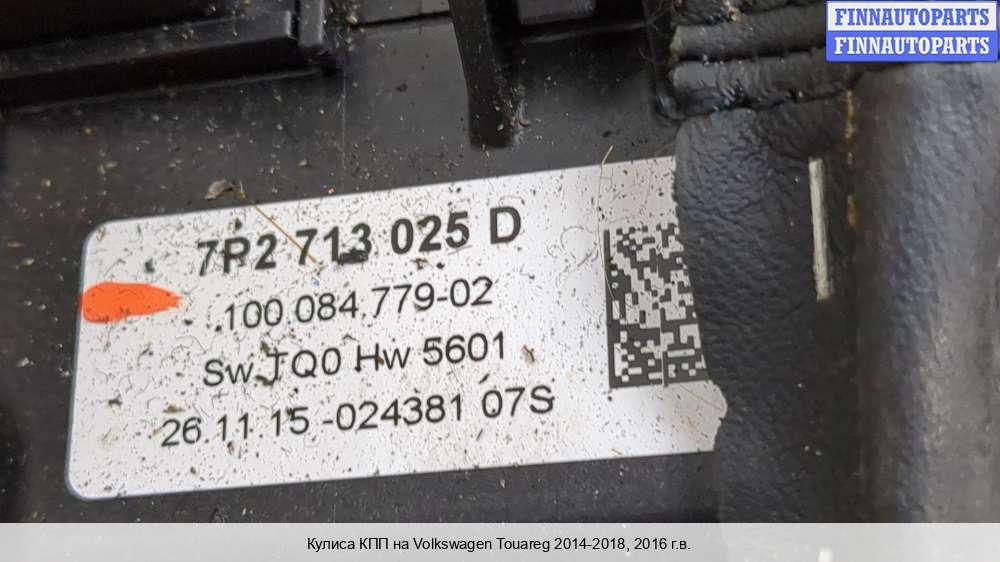 FINNAUTOPARTS
FINNAUTOPARTS
7P2 713 025 D
100 084 779-02
Sw JQ0 Hw 5601
26.11.15 -024381 07S
Кулиса КПП на Volkswagen Touareg 2014-2018, 2016 г.в.